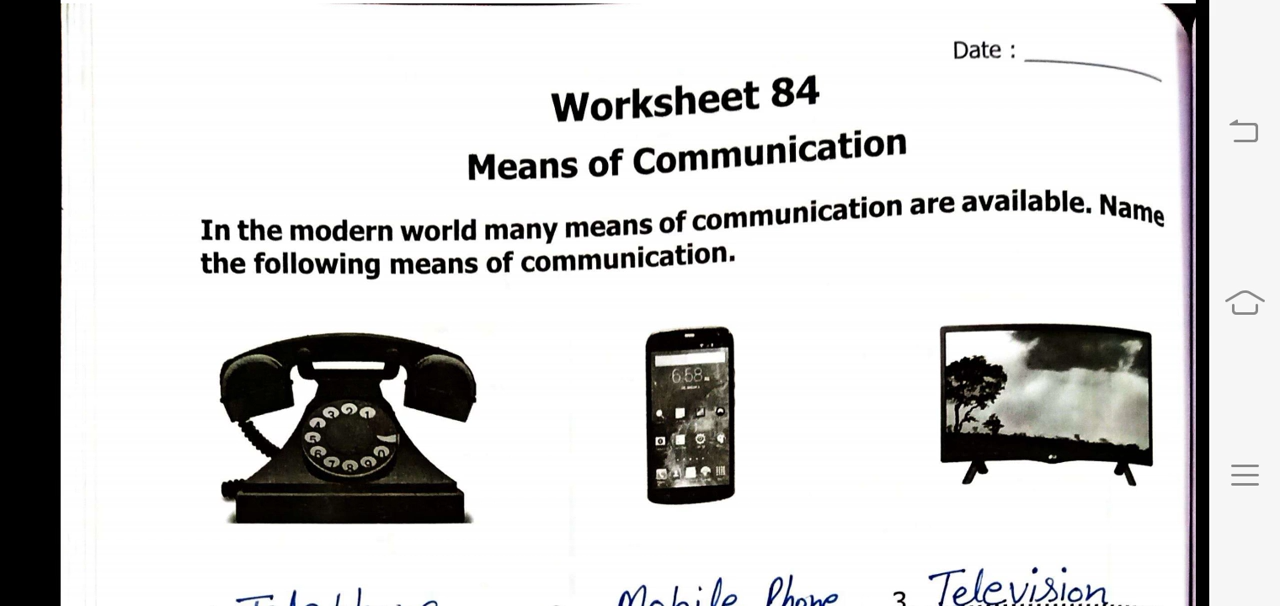 Date :
Worksheet 84
Means of Communication
In the modern world many means of communication are available. Name
the following means of communication.
6:58
Mobile Phone
3 Television